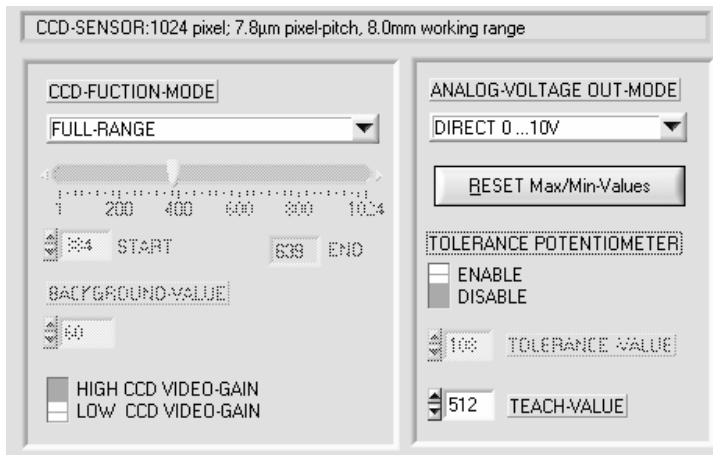 CCD-SENSOR:1024 pixel; 7.8µm pixel-pitch, 8.0mm working range
CCD-FUCTION-MODE
FULL-RANGE
1 200 400 600 800 1024
384 START 639 END
BACKGROUND-VALUE
60
HIGH CCD VIDEO-GAIN
LOW CCD VIDEO-GAIN
ANALOG-VOLTAGE OUT-MODE
DIRECT 0 ...10V
RESET Max/Min-Values
TOLERANCE POTENTIOMETER
ENABLE
DISABLE
TOLERANCE-VALUE
512 TEACH-VALUE